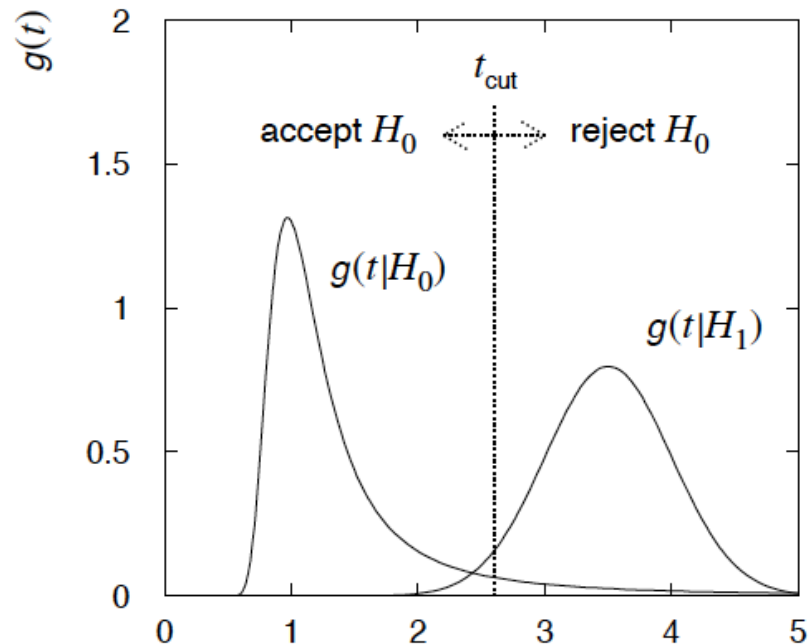 g(t)
2
1.5
1
0.5
0
t_cut
accept H_0
reject H_0
g(t|H_0)
g(t|H_1)
0 1 2 3 4 5